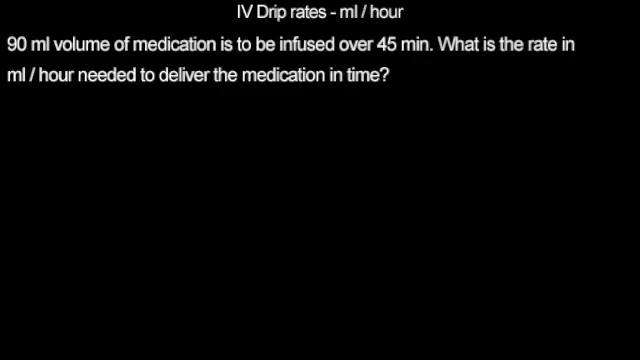 IV Drip rates - ml / hour
90 ml volume of medication is to be infused over 45 min. What is the rate in
ml / hour needed to deliver the medication in time?